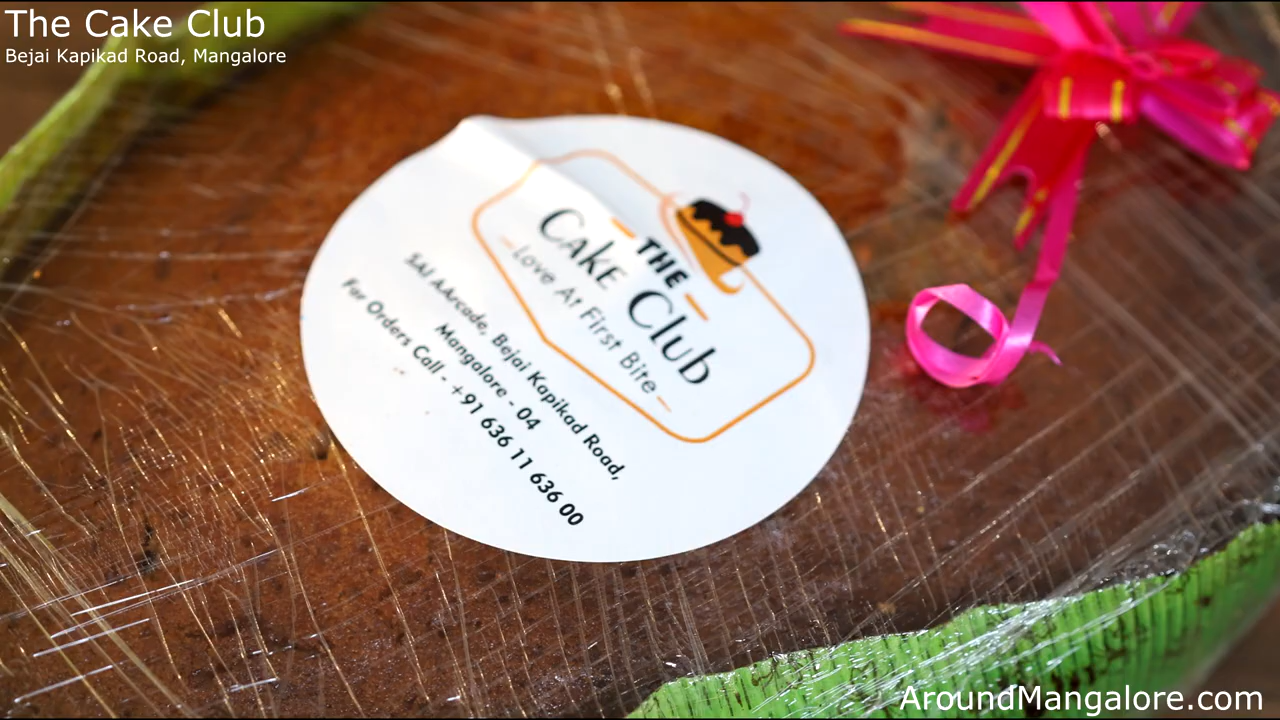 The Cake Club
Bejai Kapikad Road, Mangalore
THE
CAKE Club
Love At First Bite
SAI AArcade, Bejai Kapikad Road,
Mangalore - 04
For Orders Call - +91 636 11 636 00
AroundMangalore.com